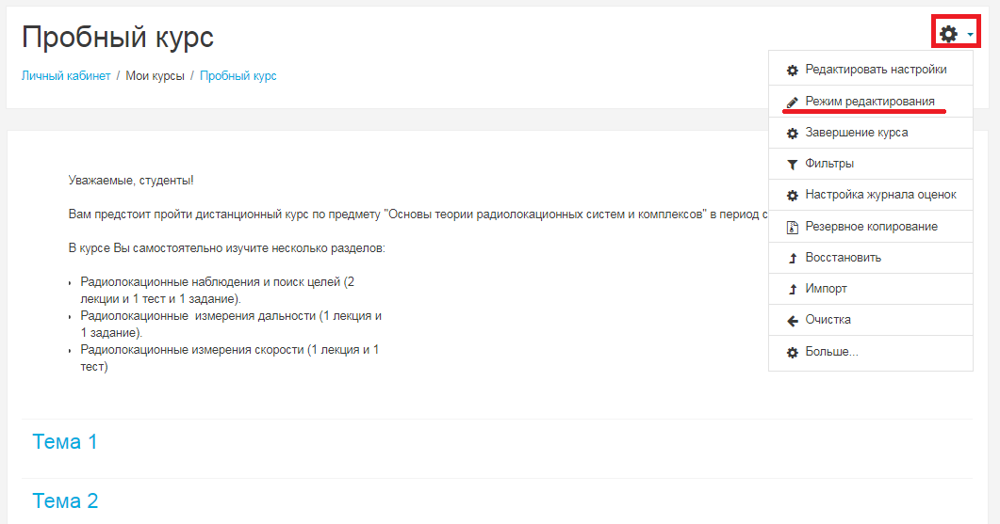 Пробный курс
Личный кабинет / Мои курсы / Пробный курс
Редактировать настройки
Режим редактирования
Завершение курса
Фильтры
Настройка журнала оценок
Резервное копирование
Восстановить
Импорт
Очистка
Больше...
Уважаемые, студенты!
Вам предстоит пройти дистанционный курс по предмету "Основы теории радиолокационных систем и комплексов" в период с
В курсе Вы самостоятельно изучите несколько разделов:
Радиолокационные наблюдения и поиск целей (2
лекции и 1 тест и 1 задание).
Радиолокационные измерения дальности (1 лекция и
1 задание).
Радиолокационные измерения скорости (1 лекция и 1
тест)
Тема 1
Тема 2